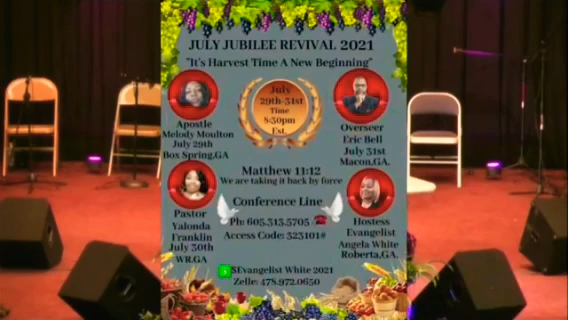 JULY JUBILEE REVIVAL 2021
"It's Harvest Time A New Beginning"
July
29th-31st
Time
8:30pm
Est.
Apostle
Melody Moulton
July 29th
Box Spring,GA
Overseer
Eric Bell
July 31st
Macon,GA.
Matthew 11:12
We are taking it back by force
Conference Line
Ph: 605.313.5705
Access Code: 323101#
Pastor
Yalonda
Franklin
July 30th
WR.GA
Hostess
Evangelist
Angela White
Roberta,GA.
$Evangelist White 2021
Zelle: 478.972.0650